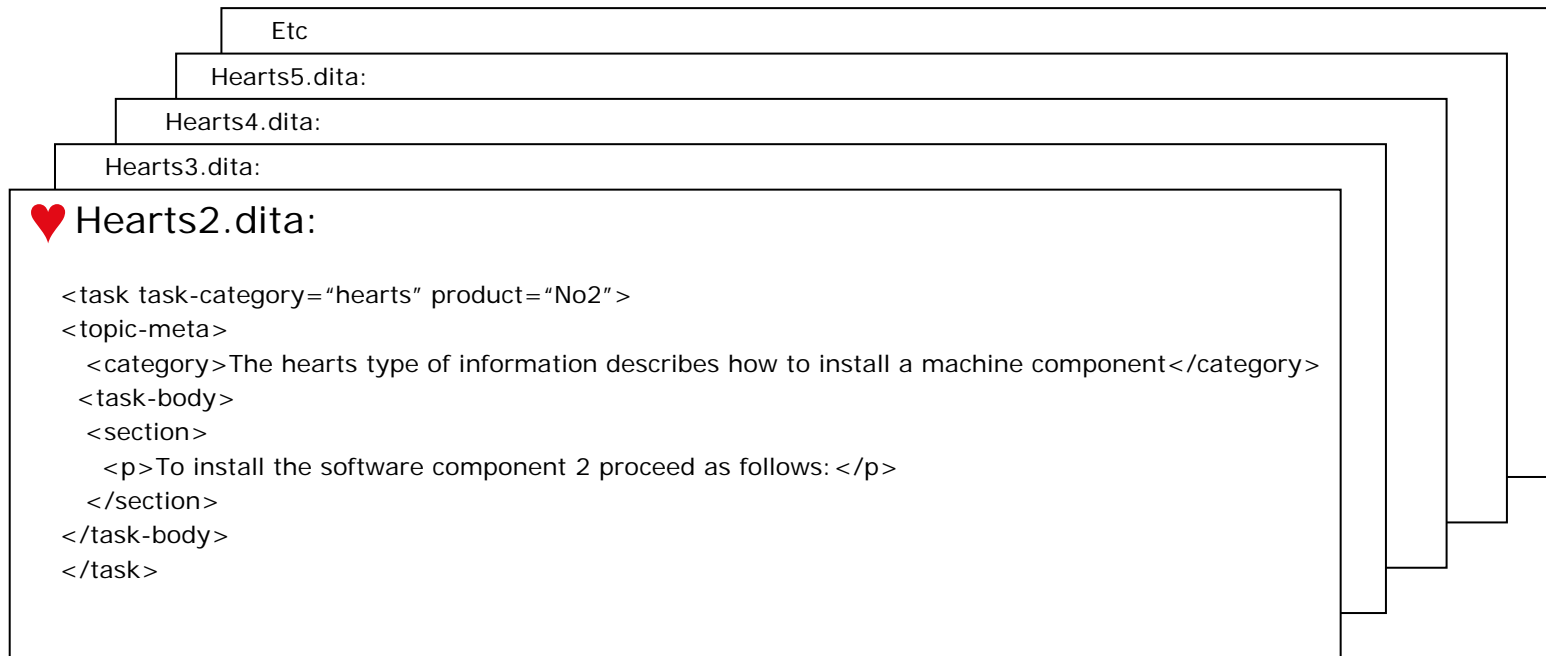 Etc
Hearts5.dita:
Hearts4.dita:
Hearts3.dita:
Hearts2.dita:
<task task-category=“hearts” product=“No2”>
<topic-meta>
<category>The hearts type of information describes how to install a machine component</category>
<task-body>
<section>
<p>To install the software component 2 proceed as follows:</p>
</section>
</task-body>
</task>